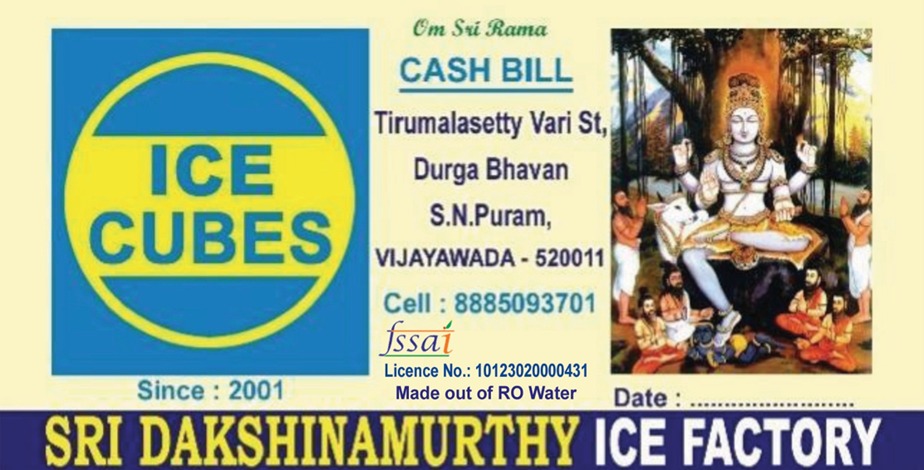 Om Sri Rama
CASH BILL
ICE
CUBES
Since : 2001
Tirumalasetty Vari St,
Durga Bhavan
S.N.Puram,
VIJAYAWADA - 520011
Cell : 8885093701
fssai
Licence No.: 10123020000431
Made out of RO Water
Date : ........................
SRI DAKSHINAMURTHY ICE FACTORY